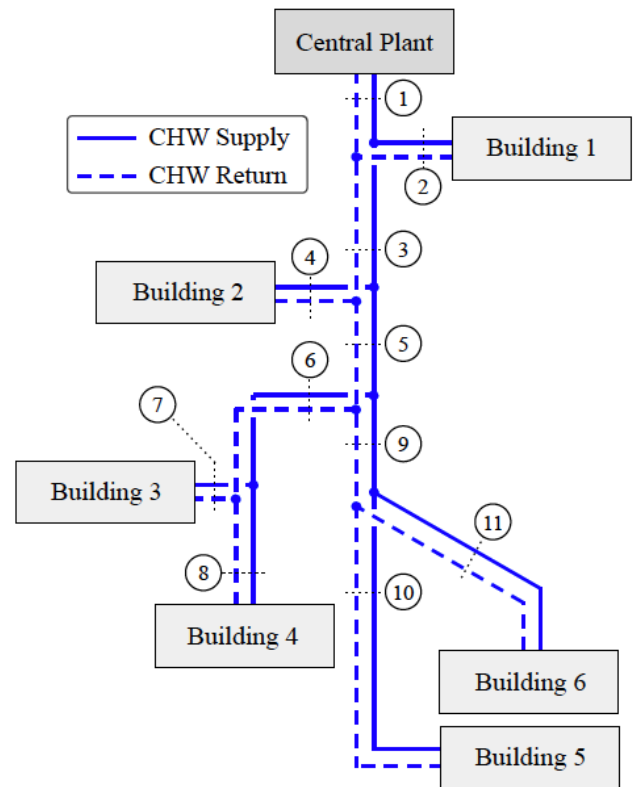 Central Plant
1
CHW Supply
CHW Return
Building 1
2
3
4
Building 2
5
6
7
9
Building 3
11
8
10
Building 4
Building 6
Building 5